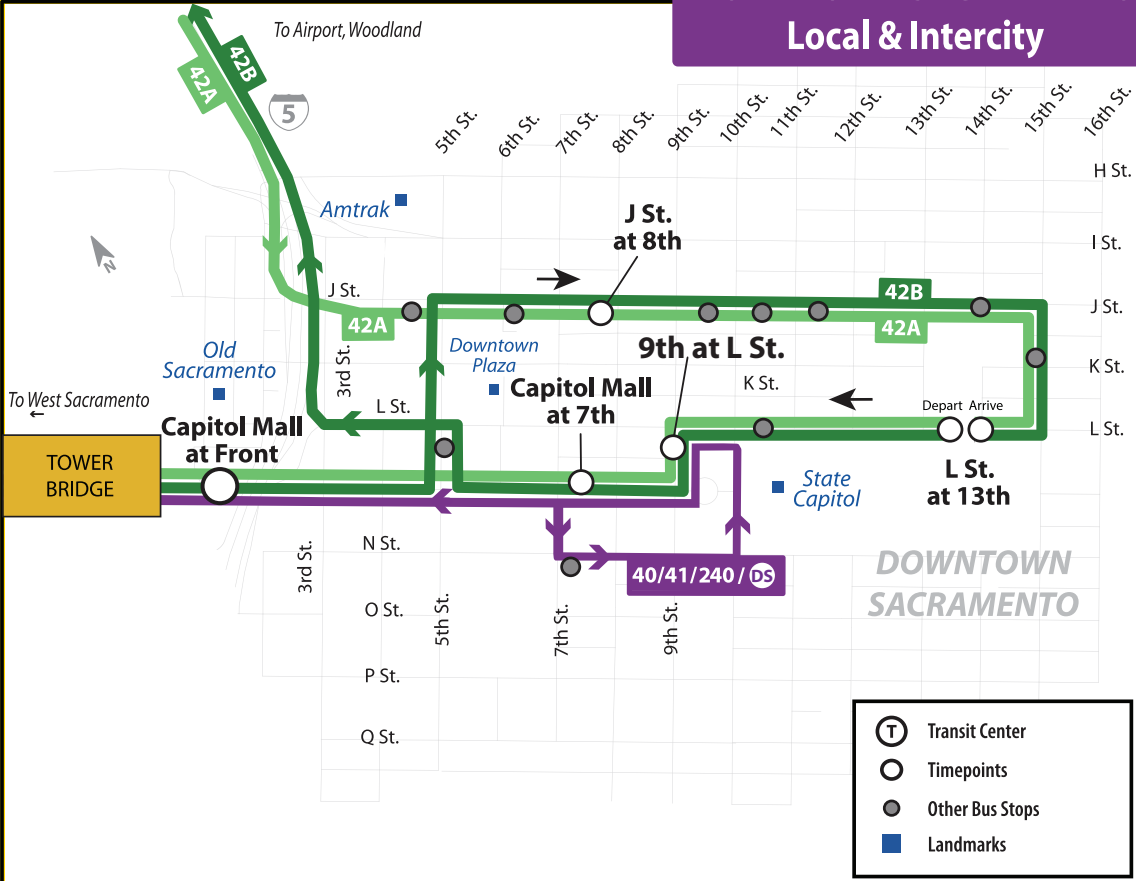 Local & Intercity
To Airport, Woodland
42B
42A
5
5th St.
6th St.
7th St.
8th St.
9th St.
10th St.
11th St.
12th St.
13th St.
14th St.
15th St.
16th St.
H St.
Amtrak
J St.
at 8th
I St.
N
J St.
42B
J St.
42A
42A
3rd St.
Old
Sacramento
Downtown
Plaza
9th at L St.
K St.
K St.
Capitol Mall
at 7th
To West Sacramento
←
L St.
Depart
Arrive
Capitol Mall
at Front
L St.
TOWER
BRIDGE
L St.
at 13th
State
Capitol
3rd St.
N St.
40/41/240/ DS
DOWNTOWN
SACRAMENTO
O St.
5th St.
7th St.
9th St.
P St.
Q St.
T
Transit Center
Timepoints
Other Bus Stops
Landmarks